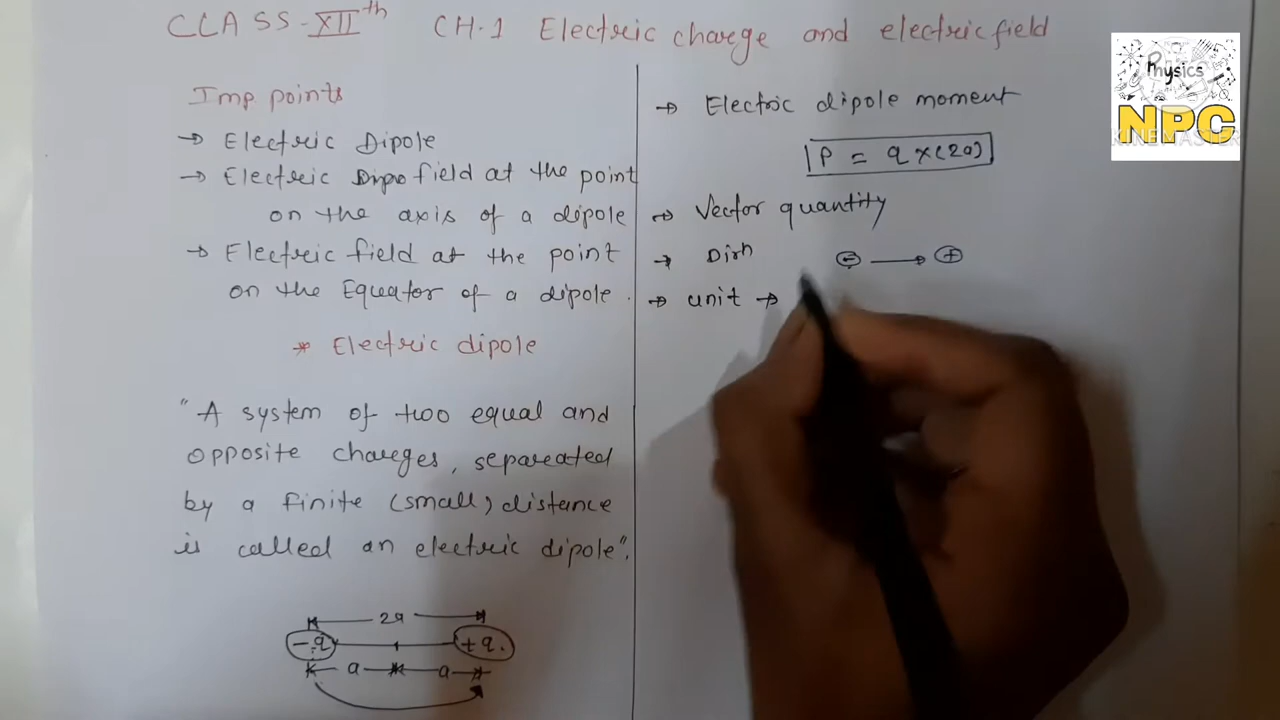 CLASS-XIIth CH.1 Electric charge and electric field
Imp points
→ Electric Dipole
→ Electric field at the point
on the axis of a dipole
→ Electric field at the point
on the Equator of a dipole.
* Electric dipole
"A system of two equal and
opposite charges, separeated
by a finite (small) distance
is called an electric dipole".
2a
-q +q.
a a
→ Electric dipole moment
P = q×(2a)
→ Vector quantity
→ Dirn ⊖ → ⊕
→ unit →
Physics
NPC
KINEMASTER